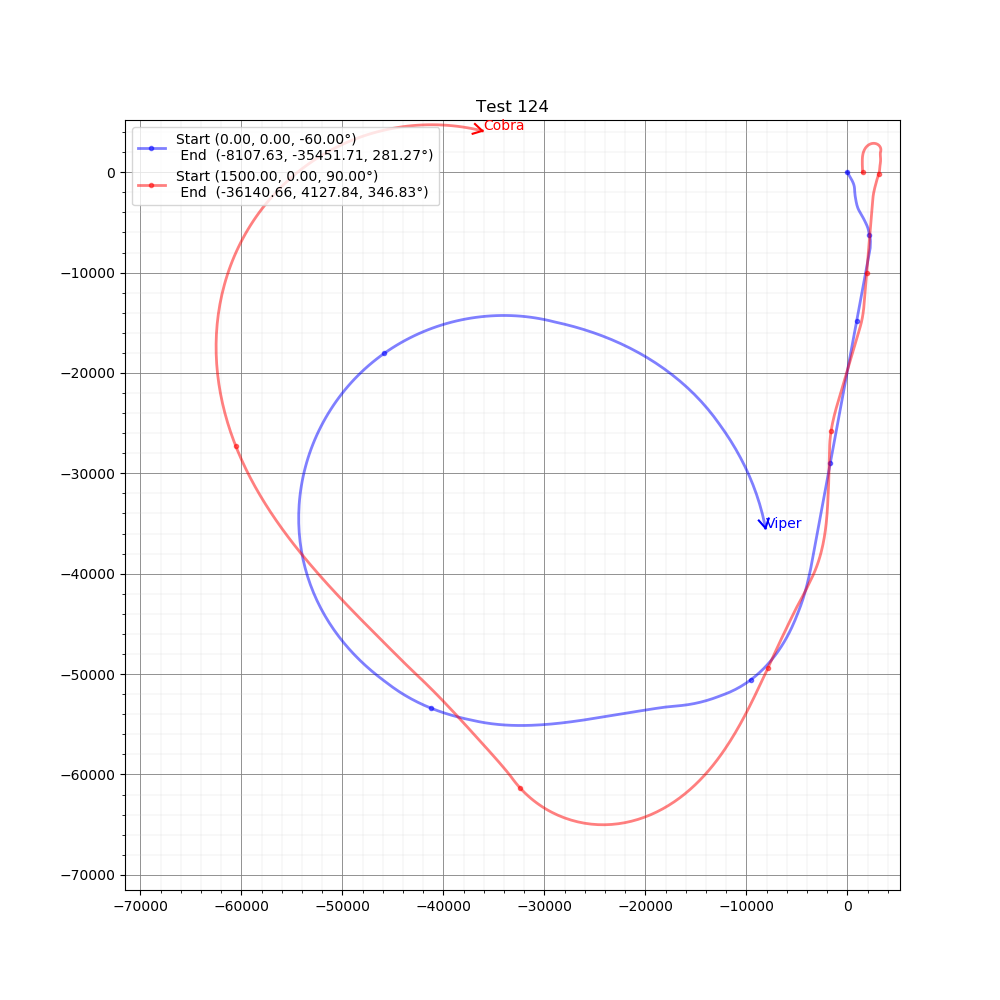 Test 124
Cobra
Start (0.00, 0.00, -60.00°)
End  (-8107.63, -35451.71, 281.27°)
Start (1500.00, 0.00, 90.00°)
End  (-36140.66, 4127.84, 346.83°)
0
−10000
−20000
−30000
−40000
−50000
−60000
−70000
Viper
−70000 −60000 −50000 −40000 −30000 −20000 −10000 0